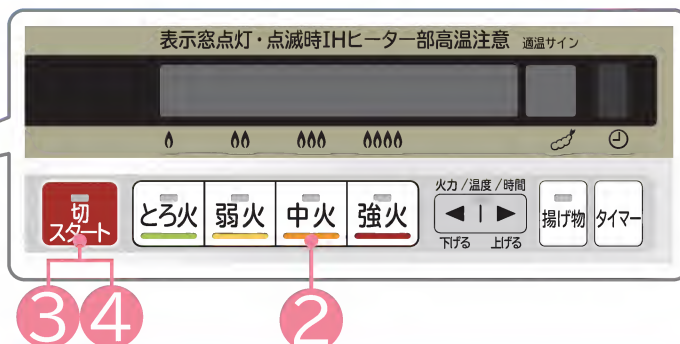 表示窓点灯・点滅時IHヒーター部高温注意 適温サイン
切
スタート
とろ火
弱火
中火
強火
火力/温度/時間
◀ | ▶
下げる 上げる
揚げ物
タイマー
③④
②